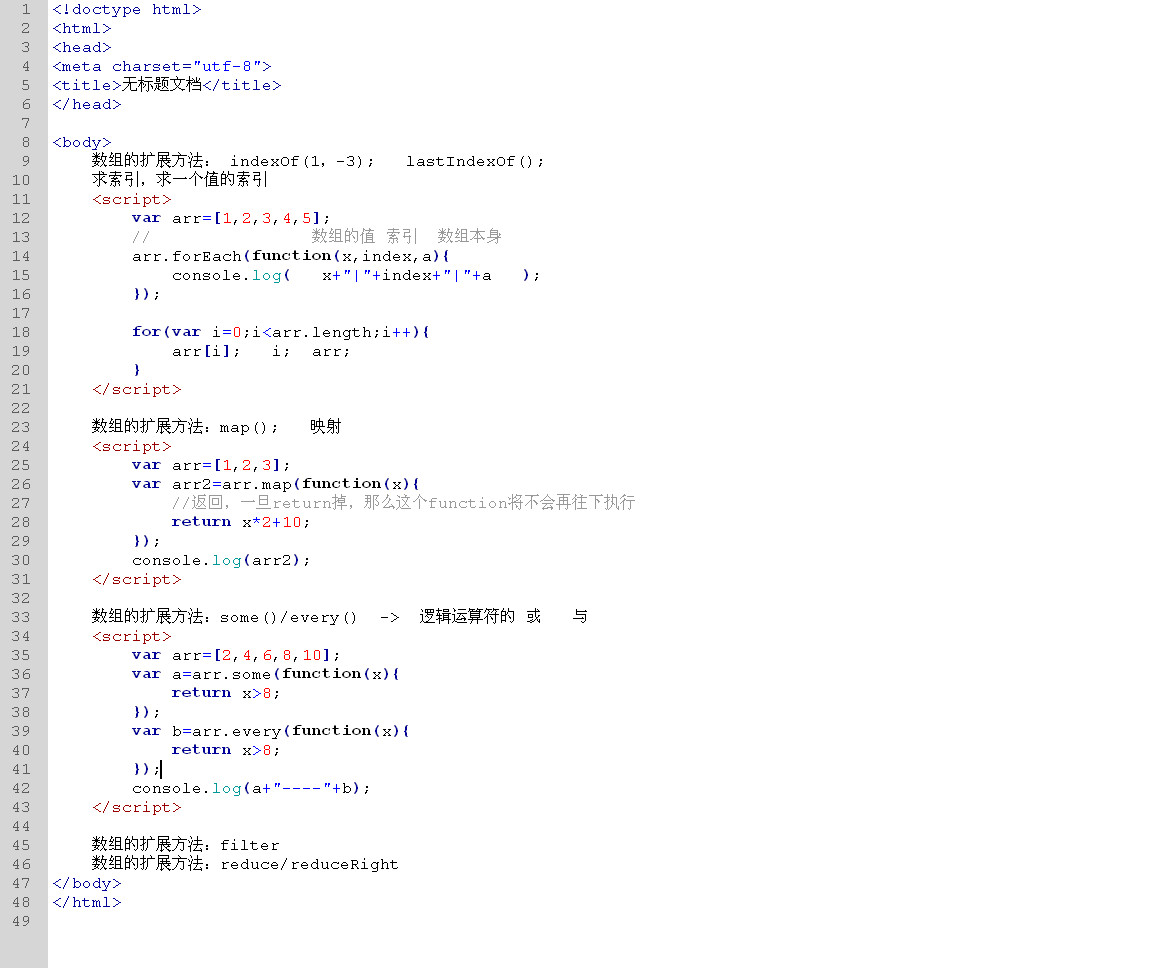 1 <!doctype html>
2 <html>
3 <head>
4 <meta charset="utf-8">
5 <title>无标题文档</title>
6 </head>
7
8 <body>
9     数组的扩展方法： indexOf(1，-3);   lastIndexOf();
10     求索引，求一个值的索引
11     <script>
12         var arr=[1,2,3,4,5];
13         //                数组的值 索引  数组本身
14         arr.forEach(function(x,index,a){
15             console.log(   x+"|"+index+"|"+a   );
16         });
17
18         for(var i=0;i<arr.length;i++){
19             arr[i];   i;  arr;
20         }
21     </script>
22
23     数组的扩展方法：map();   映射
24     <script>
25         var arr=[1,2,3];
26         var arr2=arr.map(function(x){
27             //返回，一旦return掉，那么这个function将不会再往下执行
28             return x*2+10;
29         });
30         console.log(arr2);
31     </script>
32
33     数组的扩展方法：some()/every()  ->  逻辑运算符的 或   与
34     <script>
35         var arr=[2,4,6,8,10];
36         var a=arr.some(function(x){
37             return x>8;
38         });
39         var b=arr.every(function(x){
40             return x>8;
41         });
42         console.log(a+"----"+b);
43     </script>
44
45     数组的扩展方法：filter
46     数组的扩展方法：reduce/reduceRight
47 </body>
48 </html>
49